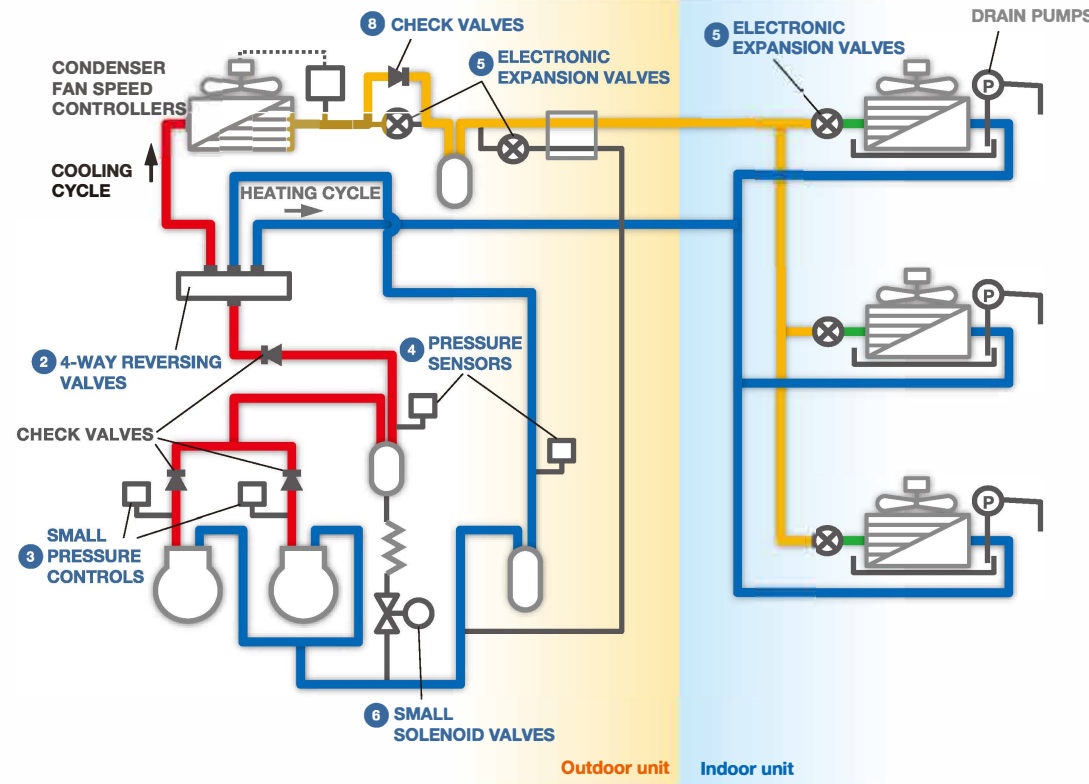 8 CHECK VALVES
5 ELECTRONIC
EXPANSION VALVES
5 ELECTRONIC
EXPANSION VALVES
DRAIN PUMPS
CONDENSER
FAN SPEED
CONTROLLERS
P
COOLING
CYCLE
HEATING CYCLE
P
2 4-WAY REVERSING
VALVES
4 PRESSURE
SENSORS
CHECK VALVES
P
3 SMALL
PRESSURE
CONTROLS
6 SMALL
SOLENOID VALVES
Outdoor unit
Indoor unit